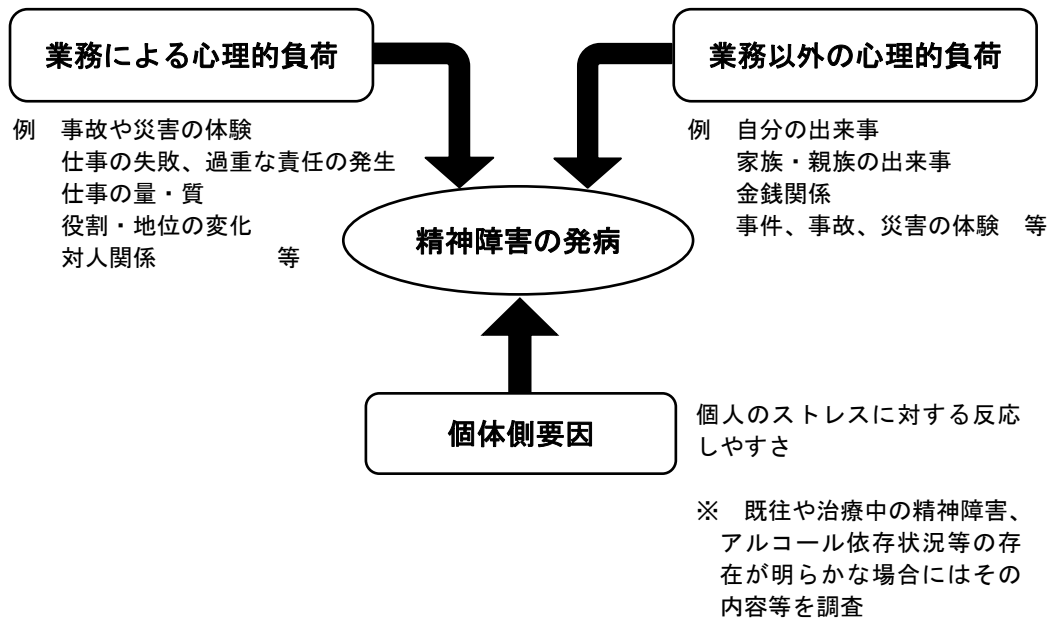 業務による心理的負荷
例　事故や災害の体験
仕事の失敗、過重な責任の発生
仕事の量・質
役割・地位の変化
対人関係　　　　　等
業務以外の心理的負荷
例　自分の出来事
家族・親族の出来事
金銭関係
事件、事故、災害の体験　等
精神障害の発病
個体側要因
個人のストレスに対する反応
しやすさ
※　既往や治療中の精神障害、
アルコール依存状況等の存
在が明らかな場合にはその
内容等を調査